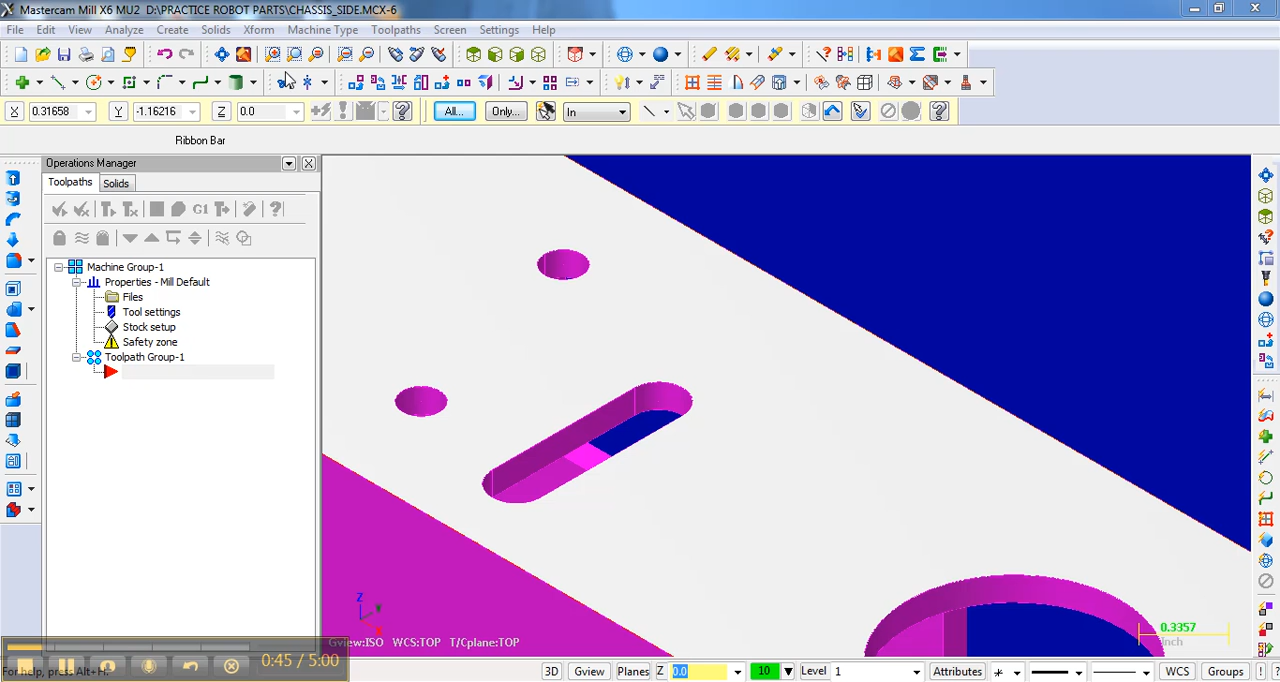 Mastercam Mill X6 MU2 D:\PRACTICE ROBOT PARTS\CHASSIS_SIDE.MCX-6
File Edit View Analyze Create Solids Xform Machine Type Toolpaths Screen Settings Help
X 0.31658 Y -1.16216 Z 0.0 All... Only... In
Ribbon Bar
Operations Manager
Toolpaths Solids
G1
Machine Group-1
Properties - Mill Default
Files
Tool settings
Stock setup
Safety zone
Toolpath Group-1
Z
0.3357
Inch
Gview:ISO WCS:TOP T/Cplane:TOP
0:45 / 5:00
For help, press Alt+H.
3D Gview Planes Z 0.0 10 Level 1 Attributes WCS Groups ! ?